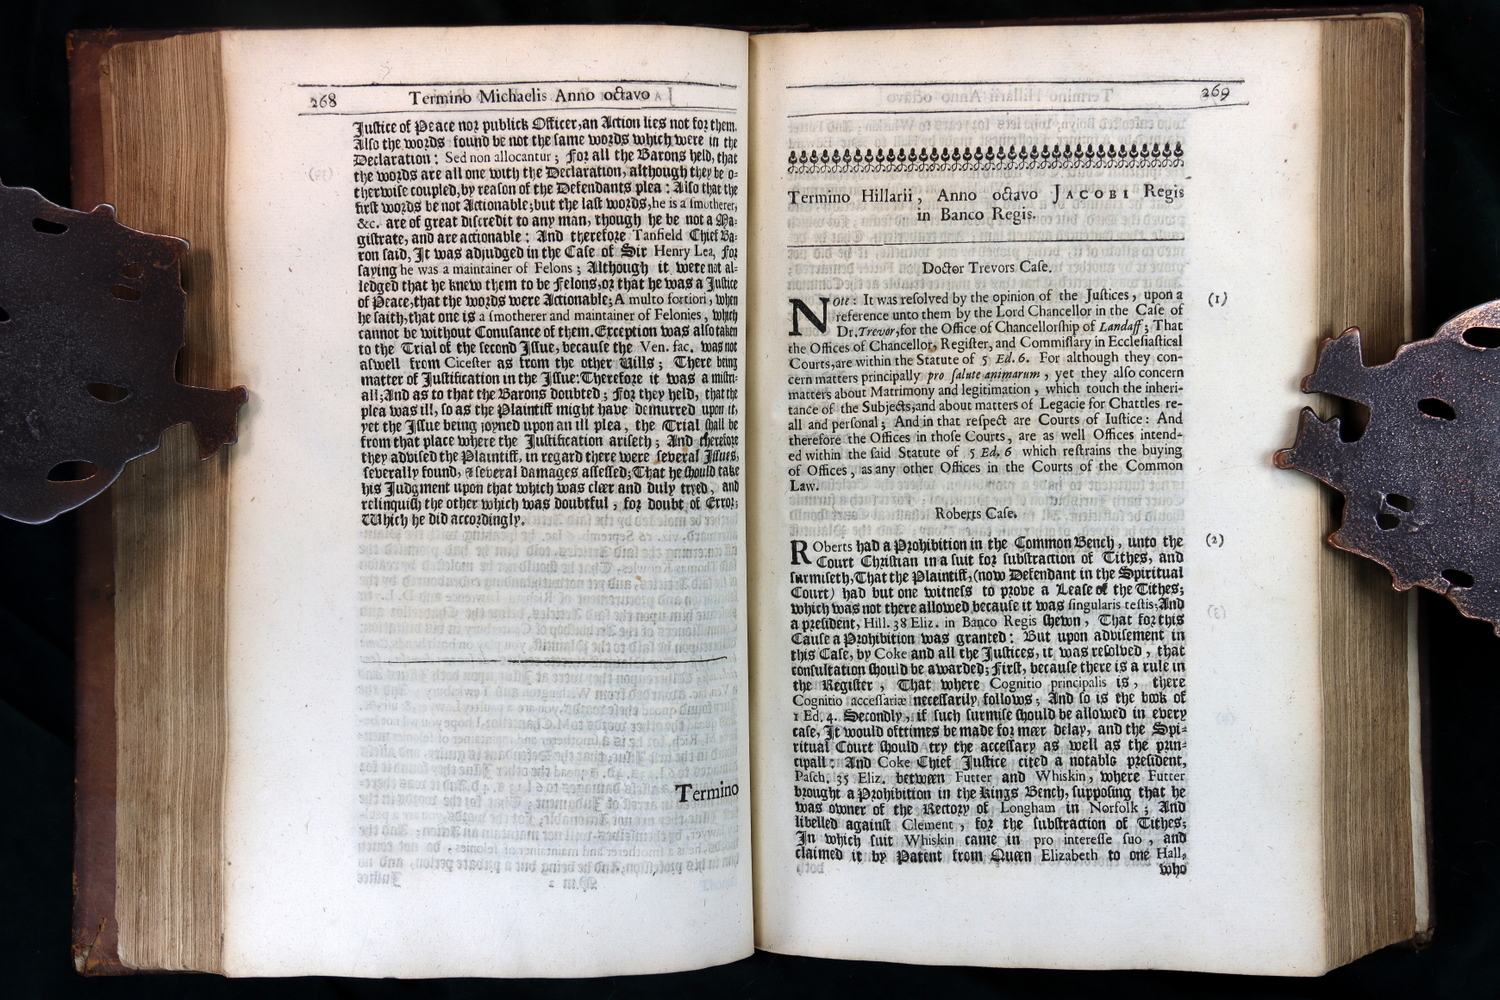 268 Termino Michaelis Anno octavo
Justice of Peace nor publick Officer, an Action lies not for them.
Also the words found be not the same words which were in the
Declaration: Sed non allocantur; For all the Barons held, that
the words are all one with the Declaration, although they be o-
therwise coupled, by reason of the Defendants plea: Also that the
first words be not Actionable; but the last words, he is a smotherer,
&c. are of great discredit to any man, though he be not a Ma-
gistrate, and are actionable: And therefore Tanfield Chief Ba-
ron said, It was adjudged in the Case of Sir Henry Lea, for
saying he was a maintainer of Felons; Although it were not al-
ledged that he knew them to be Felons, or that he was a Justice
of Peace, that the words were Actionable; A multo fortiori, when
he saith, that one is a smotherer and maintainer of Felonies, which
cannot be without Conusance of them. Exception was also taken
to the Trial of the second Issue, because the Ven. fac. was not
aswell from Cicester as from the other Uills; There being
matter of Justification in the Issue: Therefore it was a mistri-
all; And as to that the Barons doubted; For they held, that the
plea was ill, so as the Plaintiff might have demurred upon it,
yet the Issue being joyned upon an ill plea, the Trial shall be
from that place where the Justification ariseth; And therefore
they advised the Plaintiff, in regard there were several Issues,
severally found, & several damages assessed; That he should take
his Judgment upon that which was cleer and duly tryed, and
relinquish the other which was doubtful, for doubt of Error;
Which he did accordingly.
Termino
269
Termino Hillarii, Anno octavo JACOBI Regis
in Banco Regis.
Doctor Trevors Case.
Note: It was resolved by the opinion of the Justices, upon a (1)
reference unto them by the Lord Chancellor in the Case of
Dr. Trevor, for the Office of Chancellorship of Landaff; That
the Offices of Chancellor, Register, and Commissary in Ecclesiastical
Courts, are within the Statute of 5 Ed. 6. For although they con-
cern matters principally pro salute animarum, yet they also concern
matters about Matrimony and legitimation, which touch the inheri-
tance of the Subjects; and about matters of Legacie for Chattles re-
all and personal; And in that respect are Courts of Iustice: And
therefore the Offices in those Courts, are as well Offices intend-
ed within the said Statute of 5 Ed. 6 which restrains the buying
of Offices, as any other Offices in the Courts of the Common
Law.
Roberts Case.
Roberts had a Prohibition in the Common Bench, unto the (2)
Court Christian in a suit for substraction of Tithes, and
surmiseth, That the Plaintiff, (now Defendant in the Spiritual
Court) had but one witness to prove a Lease of the Tithes;
which was not there allowed because it was singularis testis; And
a president, Hill. 38 Eliz. in Banco Regis shewn, That for this
Cause a Prohibition was granted: But upon advisement in
this Case, by Coke and all the Justices, it was resolved, that
consultation should be awarded; First, because there is a rule in
the Register, That where Cognitio principalis is, there
Cognitio accessariæ necessarily follows; And so is the book of
1 Ed. 4. Secondly, if such surmise should be allowed in every
case, It would ofttimes be made for meer delay, and the Spi-
ritual Court should try the accessary as well as the prin-
cipall: And Coke Chief Justice cited a notable president,
Pasch. 35 Eliz. between Futter and Whiskin, where Futter
brought a Prohibition in the Kings Bench, supposing that he
was owner of the Rectory of Longham in Norfolk; And
libelled against Clement, for the substraction of Tithes;
In which suit Whiskin came in pro interesse suo, and
claimed it by Patent from Queen Elizabeth to one Hall,
who